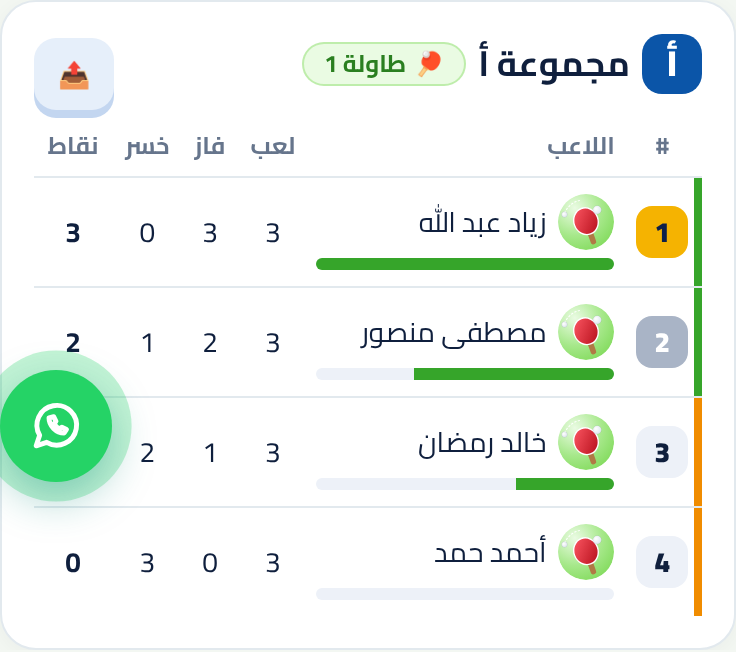 أ مجموعة أ طاولة 1
# اللاعب لعب فاز خسر نقاط
1 زياد عبد الله 3 3 0 3
2 مصطفى منصور 3 2 1 2
3 خالد رمضان 3 1 2
4 أحمد حمد 3 0 3 0